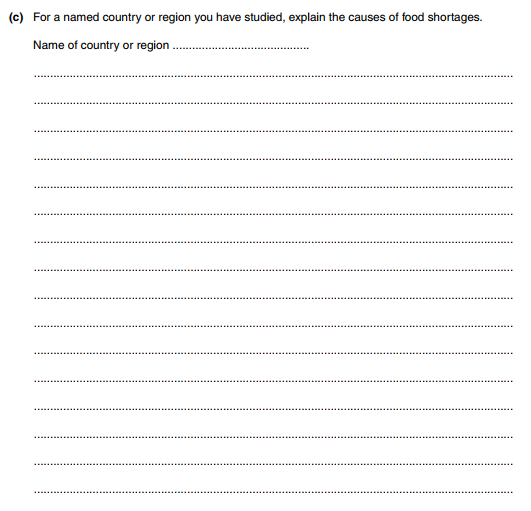 (c) For a named country or region you have studied, explain the causes of food shortages.
Name of country or region ..........................................